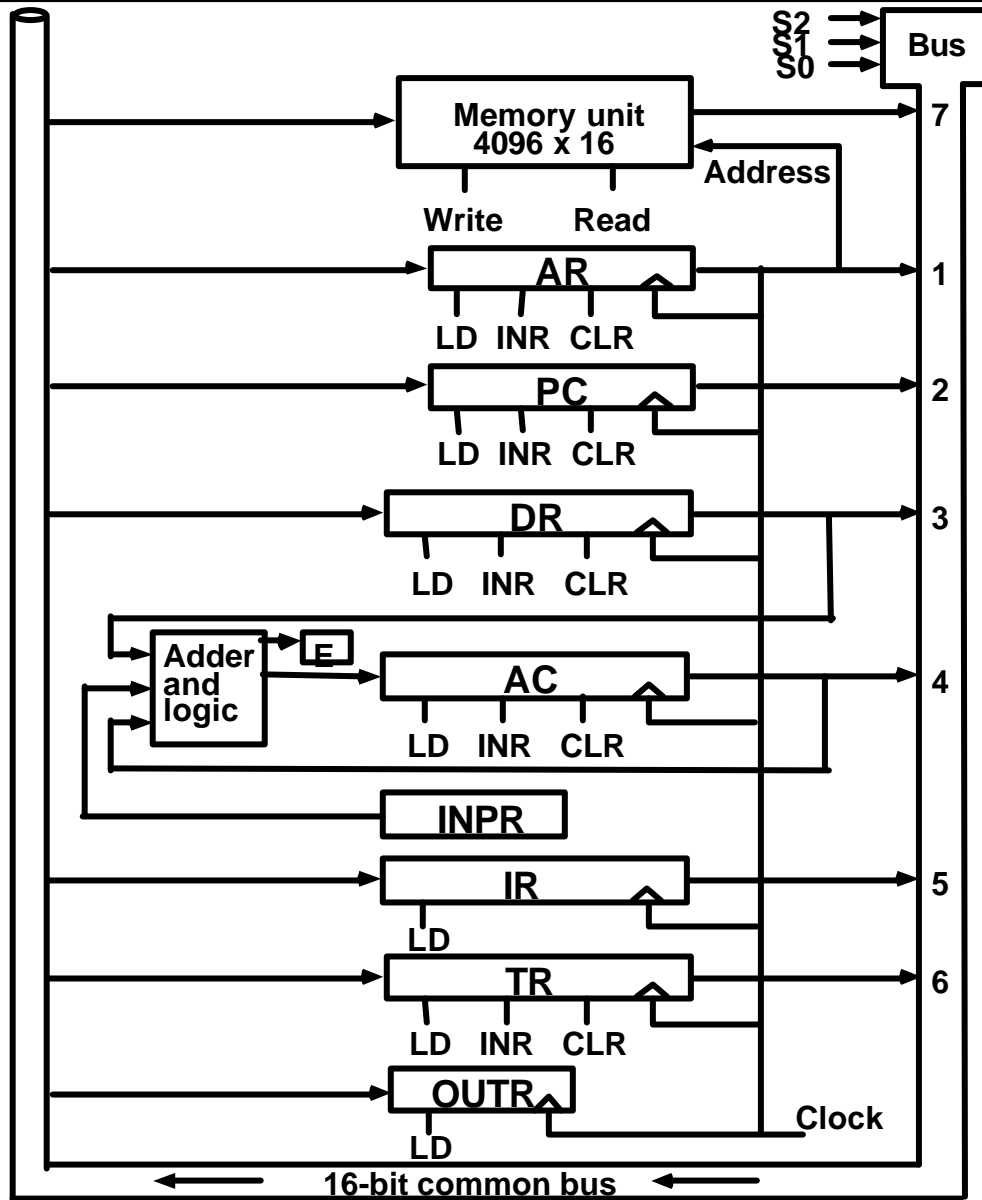 S2
S1
S0
Bus
Memory unit
4096 x 16
7
Address
Write Read
AR
1
LD INR CLR
PC
2
LD INR CLR
DR
3
LD INR CLR
Adder
and
logic
E
AC
4
LD INR CLR
INPR
IR
5
LD
TR
6
LD INR CLR
OUTR
LD
Clock
16-bit common bus